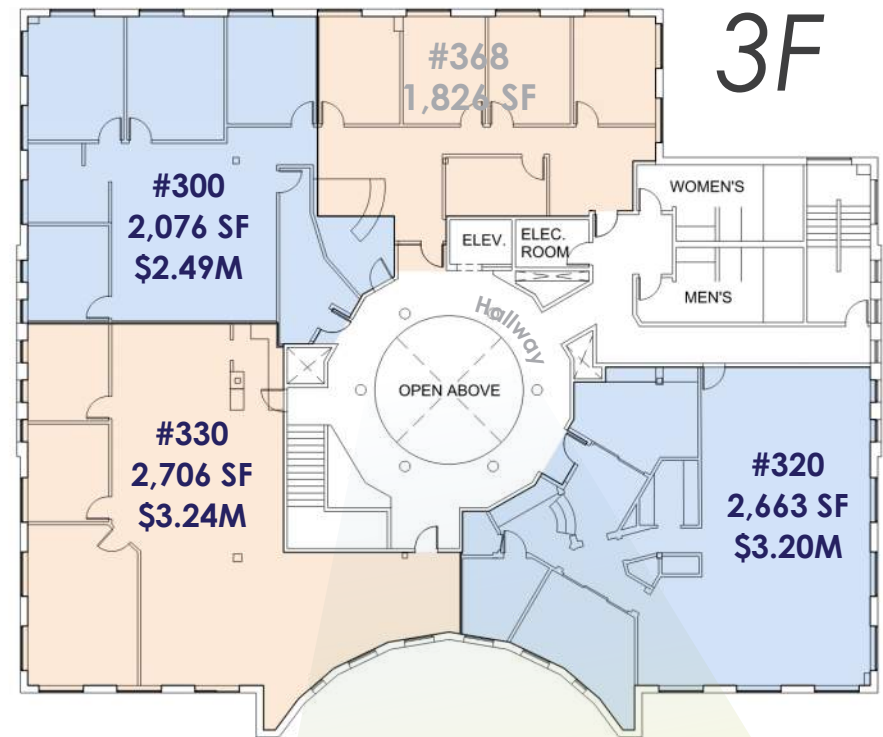 3F
#368
1,826 SF
#300
2,076 SF
$2.49M
WOMEN'S
ELEV.
ELEC.
ROOM
MEN'S
Hallway
OPEN ABOVE
#330
2,706 SF
$3.24M
#320
2,663 SF
$3.20M